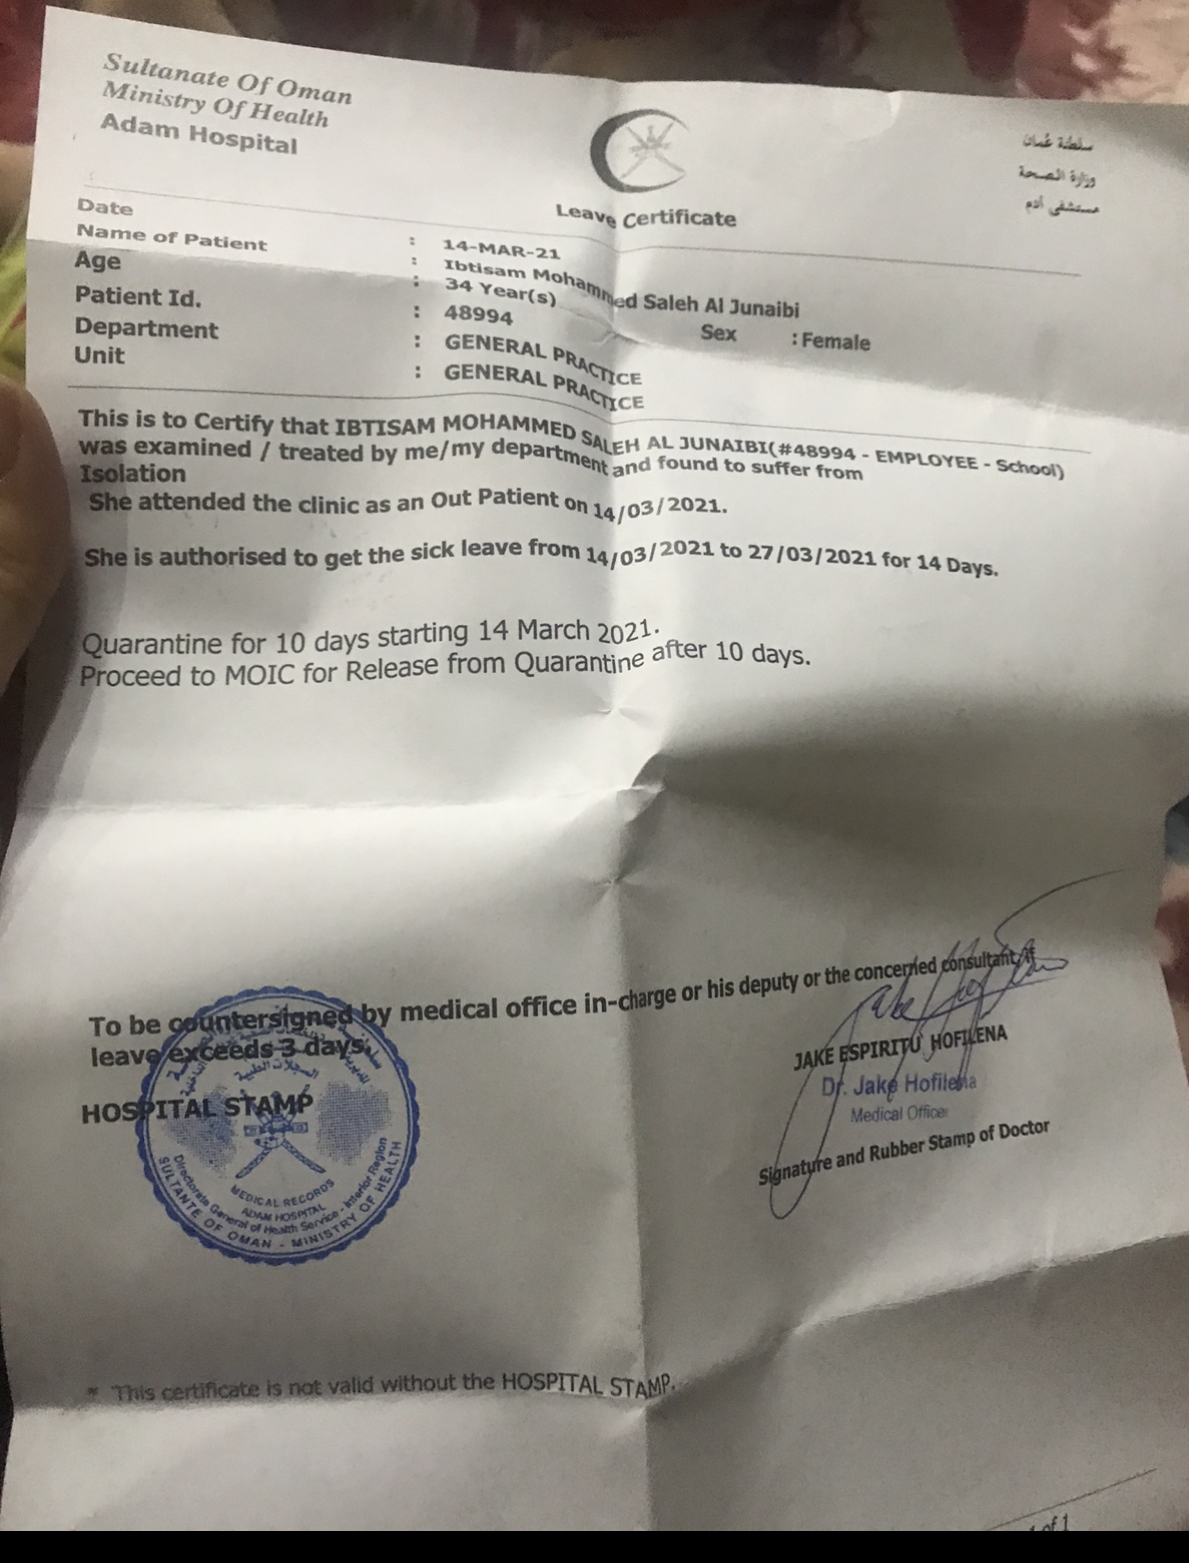 Sultanate Of Oman
Ministry Of Health
Adam Hospital
سلطنة عُمان
وزارة الصحة
مستشفى أدم
Leave Certificate
Date : 14-MAR-21
Name of Patient : Ibtisam Mohammed Saleh Al Junaibi
Age : 34 Year(s) Sex : Female
Patient Id. : 48994
Department : GENERAL PRACTICE
Unit : GENERAL PRACTICE
This is to Certify that IBTISAM MOHAMMED SALEH AL JUNAIBI(#48994 - EMPLOYEE - School)
was examined / treated by me/my department and found to suffer from
Isolation
She attended the clinic as an Out Patient on 14/03/2021.
She is authorised to get the sick leave from 14/03/2021 to 27/03/2021 for 14 Days.
Quarantine for 10 days starting 14 March 2021.
Proceed to MOIC for Release from Quarantine after 10 days.
To be countersigned by medical office in-charge or his deputy or the concerned consultant, if
leave exceeds 3 days.
HOSPITAL STAMP
السجلات الطبية
MEDICAL RECORDS
ADAM HOSPITAL
Directorate General of Health Service - Interior Region
SULTANTE OF OMAN - MINISTRY OF HEALTH
JAKE ESPIRITU HOFILENA
Dr. Jake Hofilena
Medical Officer
Signature and Rubber Stamp of Doctor
* This certificate is not valid without the HOSPITAL STAMP.
of 1